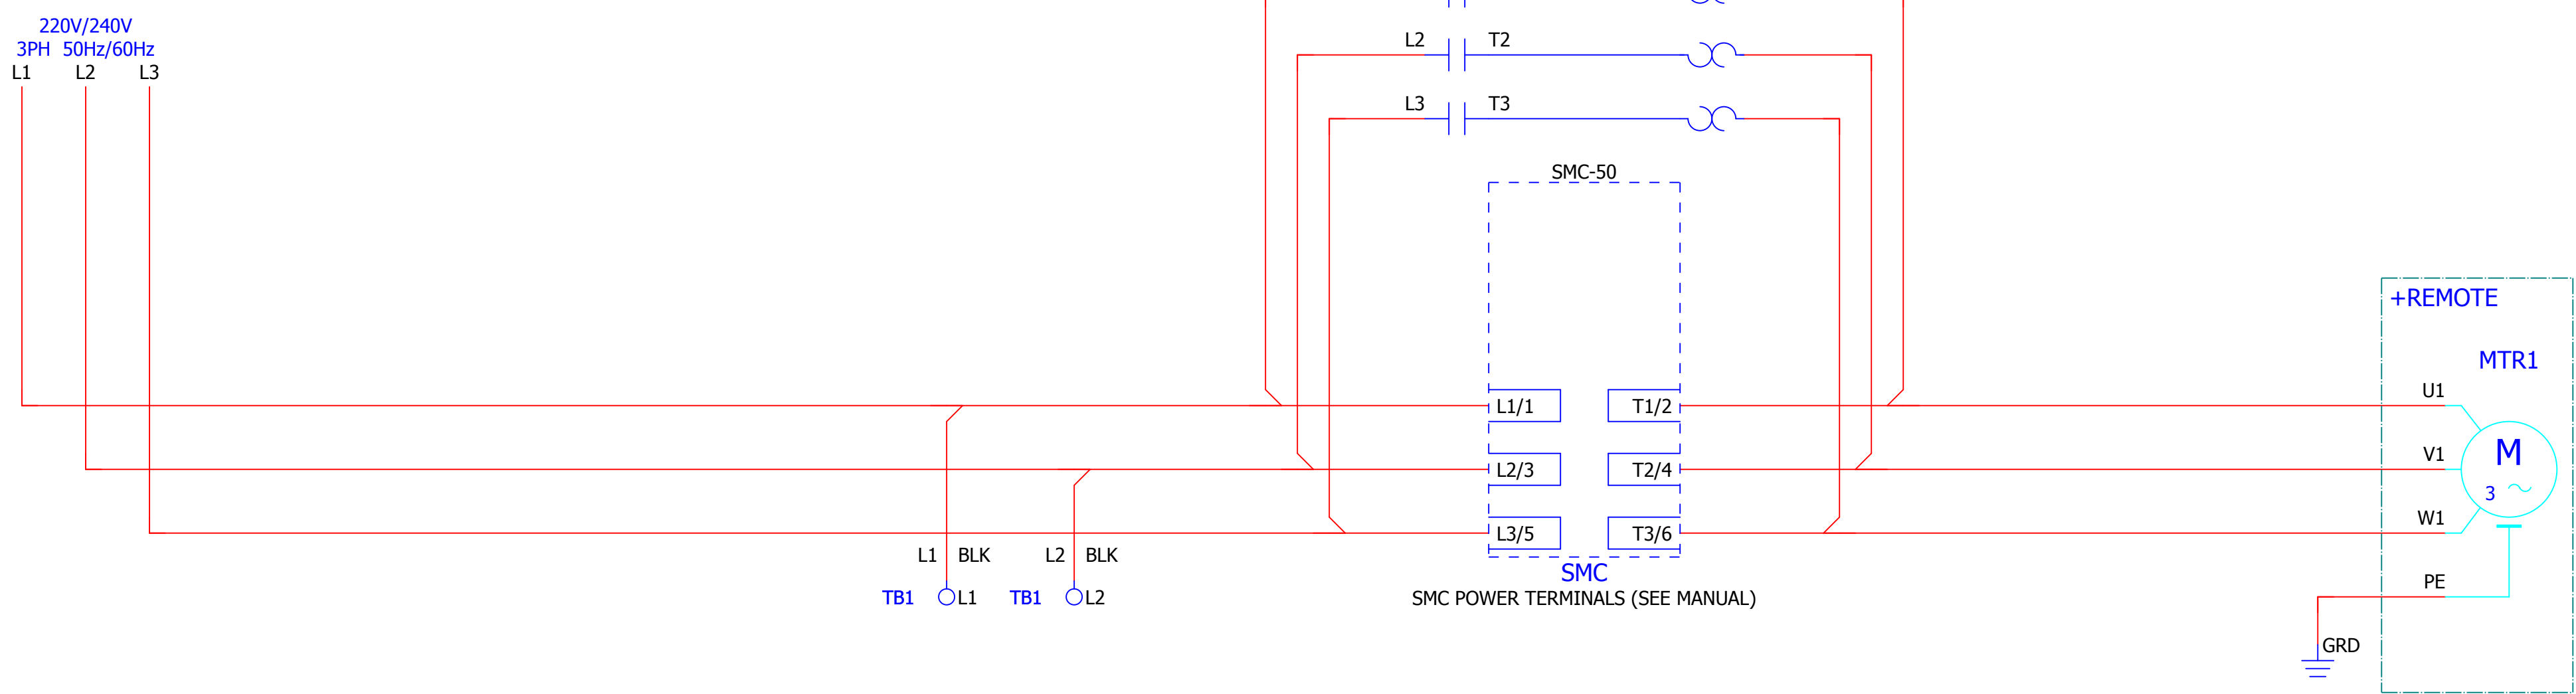 220V/240V
3PH 50Hz/60Hz
L1 L2 L3
L2 T2
L3 T3
SMC-50
+REMOTE
MTR1
L1/1 T1/2 U1
L2/3 T2/4 V1
M
3
L3/5 T3/6 W1
L1 BLK L2 BLK
SMC
TB1 L1 TB1 L2
SMC POWER TERMINALS (SEE MANUAL)
PE
GRD